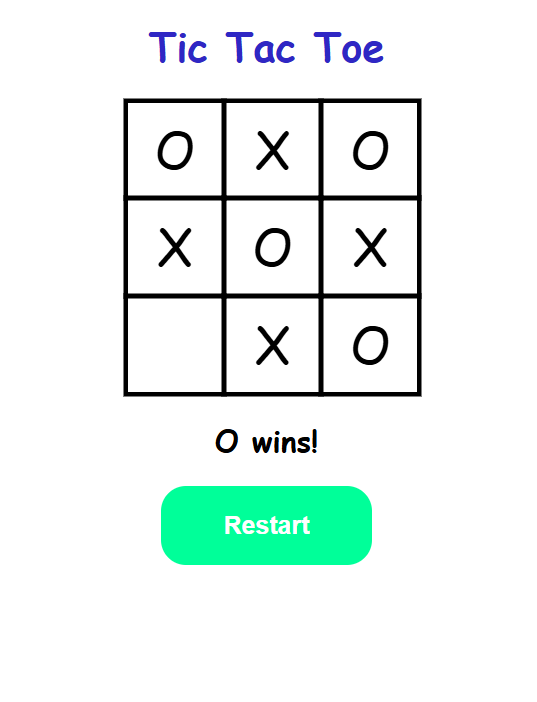 Tic Tac Toe
O X O
X O X
X O
O wins!
Restart